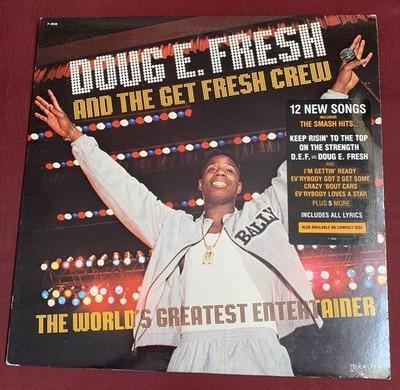 DOUG E. FRESH
AND THE GET FRESH CREW
12 NEW SONGS
INCLUDING
THE SMASH HITS...
KEEP RISIN' TO THE TOP
ON THE STRENGTH
D.E.F. = DOUG E. FRESH
AND
I'M GETTIN' READY
EV'RYBODY GOT 2 GET SOME
CRAZY 'BOUT CARS
EV'RYBODY LOVES A STAR
PLUS 5 MORE
INCLUDES ALL LYRICS
ALSO AVAILABLE ON COMPACT DISC
BALLY
THE WORLD'S GREATEST ENTERTAINER